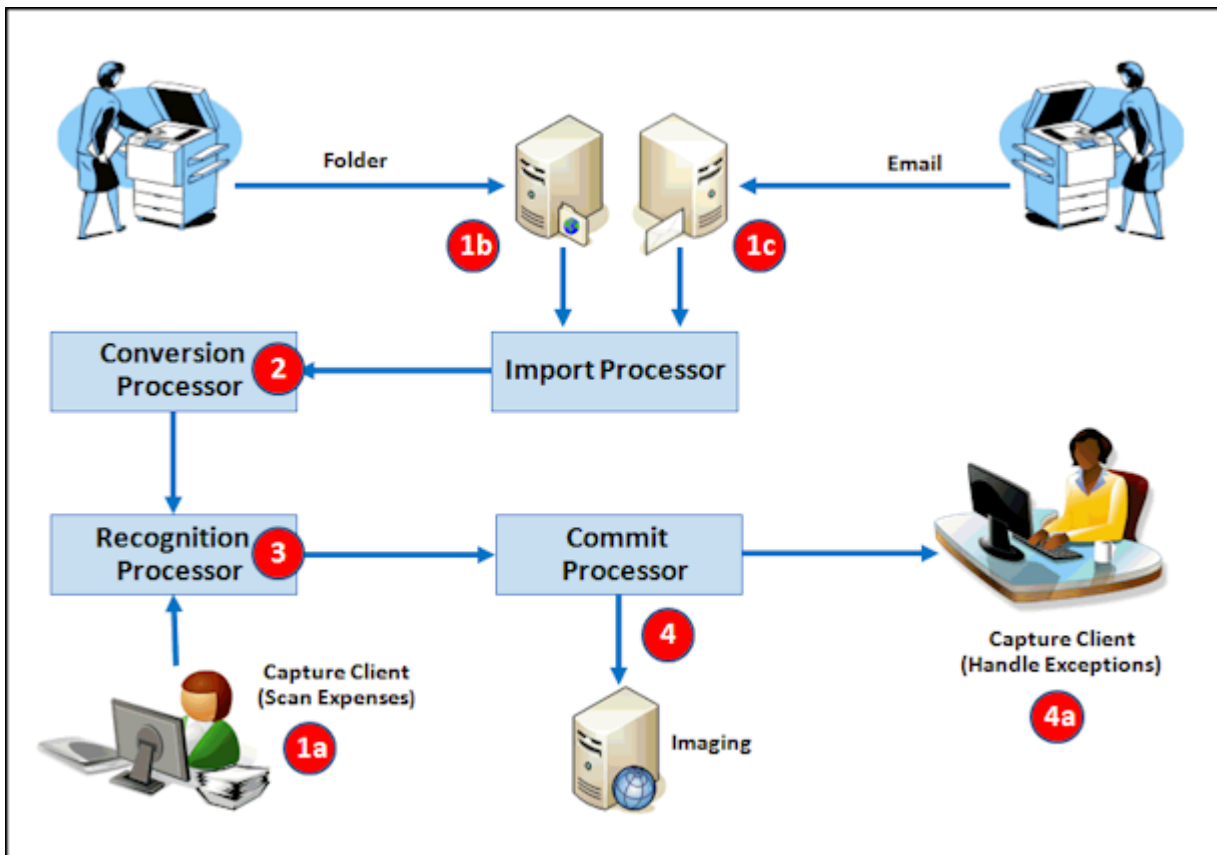 Folder
Email
1b
1c
Conversion
Processor
2
Import Processor
Recognition
Processor
3
Commit
Processor
4
Capture Client
(Scan Expenses)
1a
Imaging
Capture Client
(Handle Exceptions)
4a